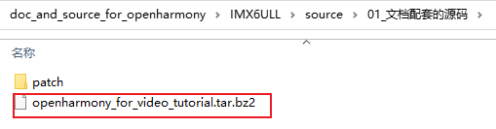 doc_and_source_for_openharmony > IMX6ULL > source > 01_文档配套的源码 >
名称
patch
openharmony_for_video_tutorial.tar.bz2